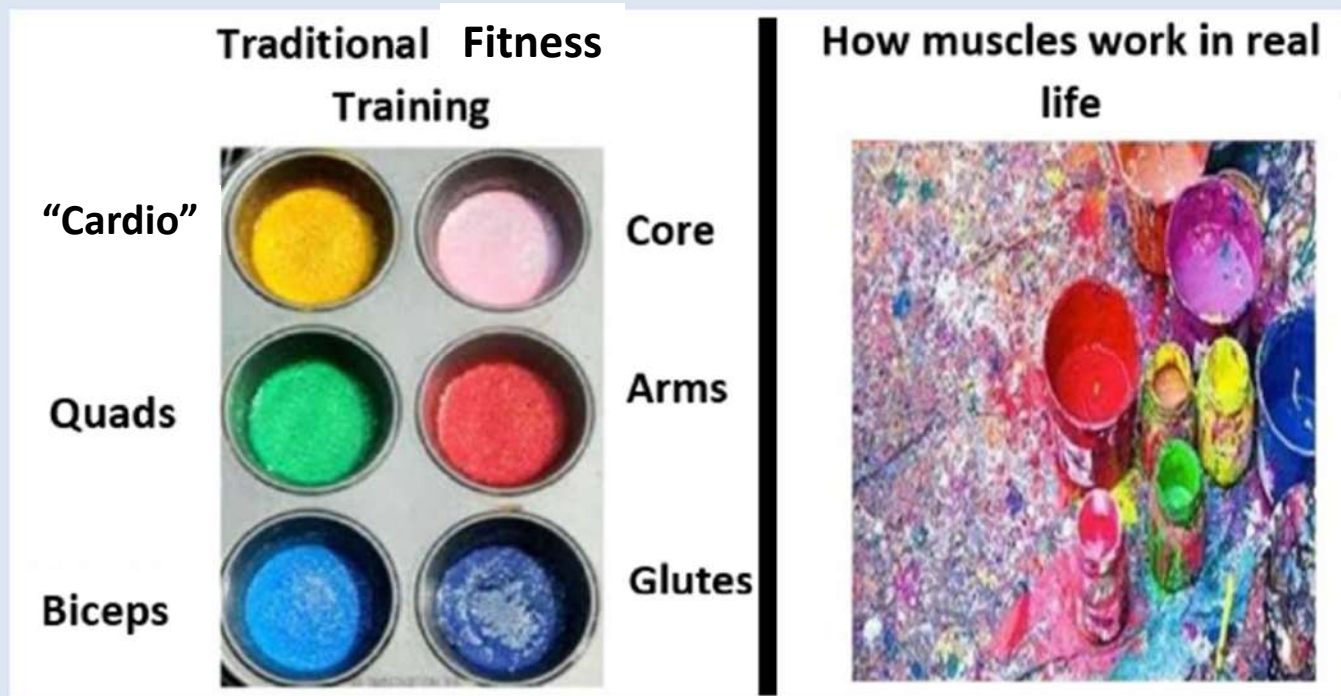 Traditional Fitness
Training
“Cardio”
Core
Quads
Arms
Biceps
Glutes
How muscles work in real
life